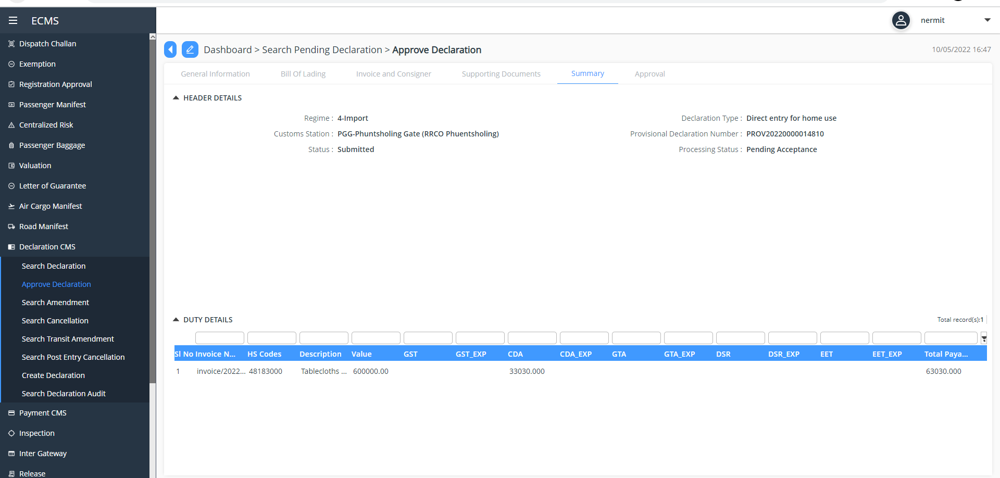 ECMS
nermit
Dispatch Challan
Exemption
Registration Approval
Passenger Manifest
Centralized Risk
Passenger Baggage
Valuation
Letter of Guarantee
Air Cargo Manifest
Road Manifest
Declaration CMS
Search Declaration
Approve Declaration
Search Amendment
Search Cancellation
Search Transit Amendment
Search Post Entry Cancellation
Create Declaration
Search Declaration Audit
Payment CMS
Inspection
Inter Gateway
Release
Dashboard > Search Pending Declaration > Approve Declaration
10/05/2022 16:47
General Information Bill Of Lading Invoice and Consigner Supporting Documents Summary Approval
HEADER DETAILS
Regime : 4-Import
Declaration Type : Direct entry for home use
Customs Station : PGG-Phuntsholing Gate (RRCO Phuentsholing)
Provisional Declaration Number : PROV20220000014810
Status : Submitted
Processing Status : Pending Acceptance
DUTY DETAILS
Total record(s):1
Sl No Invoice N... HS Codes Description Value GST GST_EXP CDA CDA_EXP GTA GTA_EXP DSR DSR_EXP EET EET_EXP Total Paya...
1 invoice/2022... 48183000 Tablecloths ... 600000.00 33030.000 63030.000